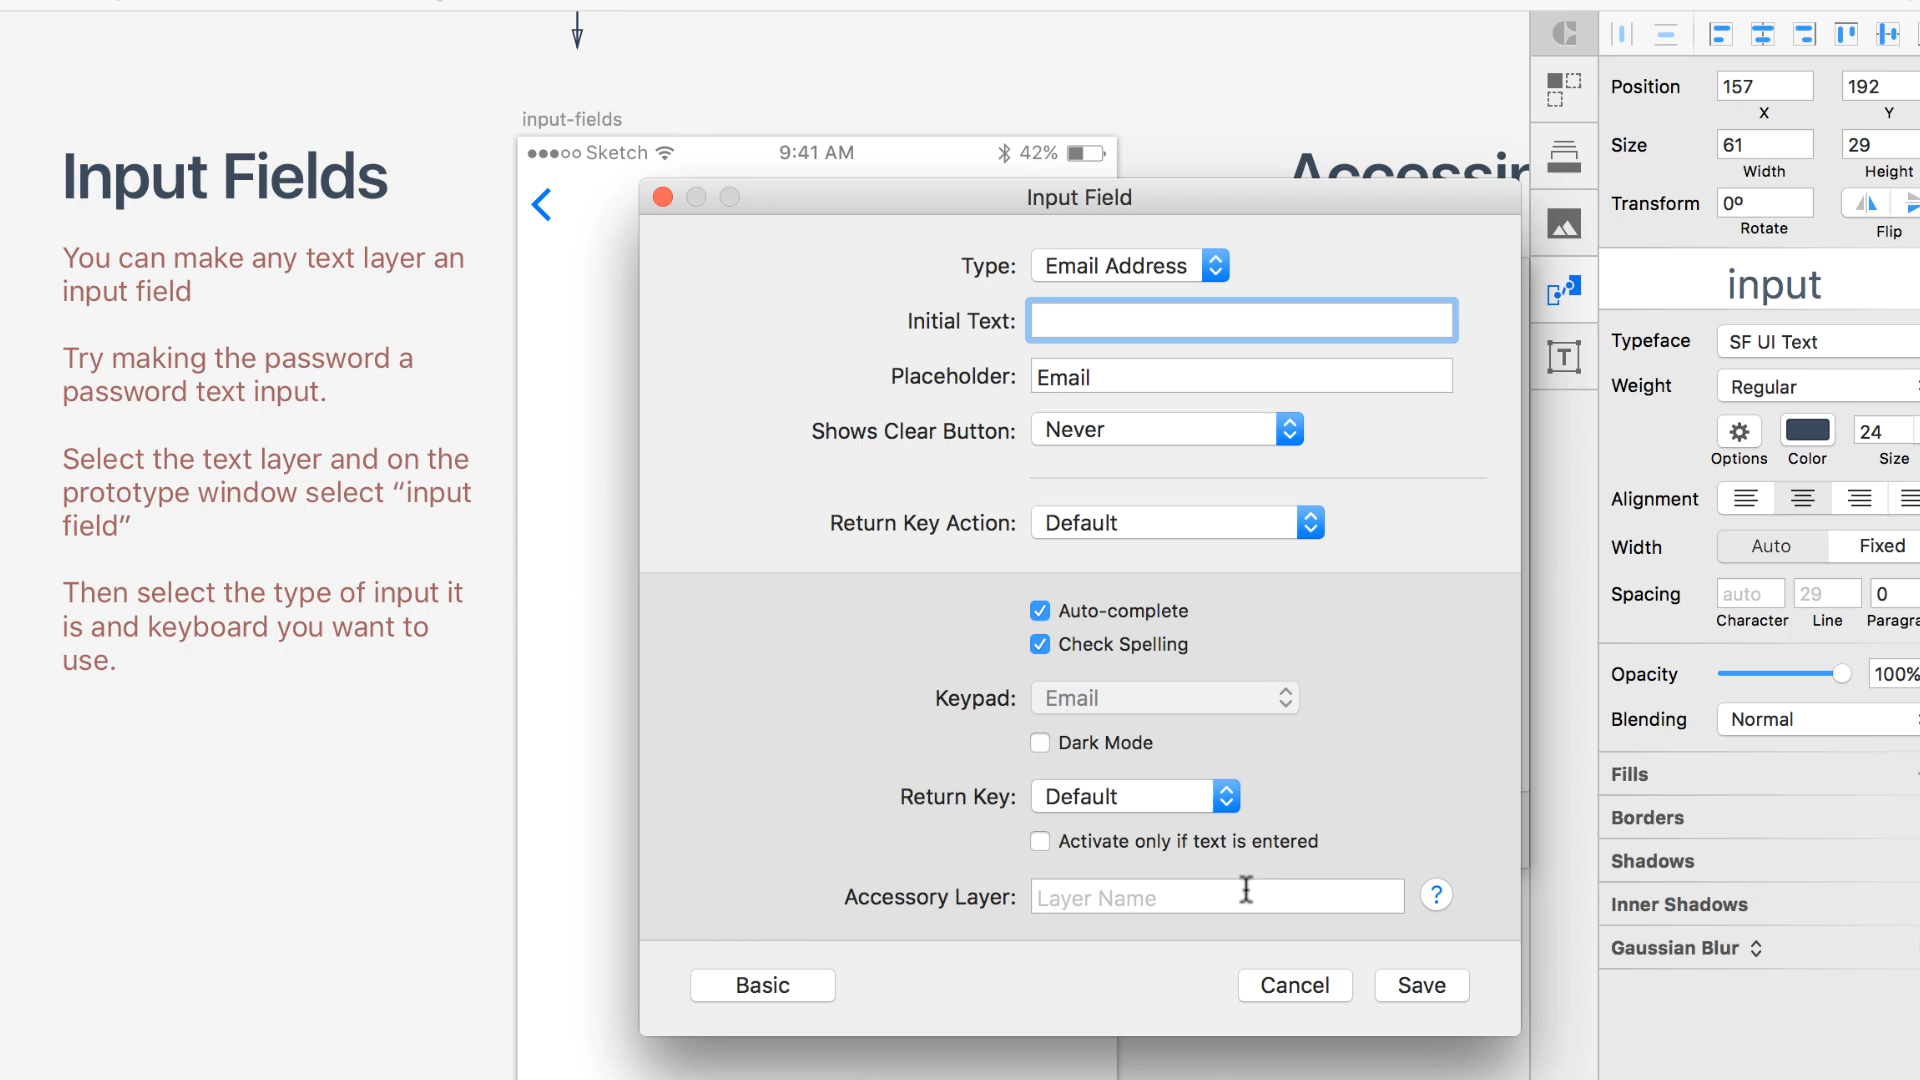 input-fields
Input Fields
You can make any text layer an
input field
Try making the password a
password text input.
Select the text layer and on the
prototype window select “input
field”
Then select the type of input it
is and keyboard you want to
use.
Sketch
9:41 AM
42%
Accessin
Input Field
Type: Email Address
Initial Text:
Placeholder: Email
Shows Clear Button: Never
Return Key Action: Default
Auto-complete
Check Spelling
Keypad: Email
Dark Mode
Return Key: Default
Activate only if text is entered
Accessory Layer: Layer Name ?
Basic
Cancel
Save
Position 157 192
X Y
Size 61 29
Width Height
Transform 0º
Rotate Flip
input
Typeface SF UI Text
Weight Regular
24
Options Color Size
Alignment
Width Auto Fixed
Spacing auto 29 0
Character Line Paragra
Opacity 100%
Blending Normal
Fills
Borders
Shadows
Inner Shadows
Gaussian Blur
T